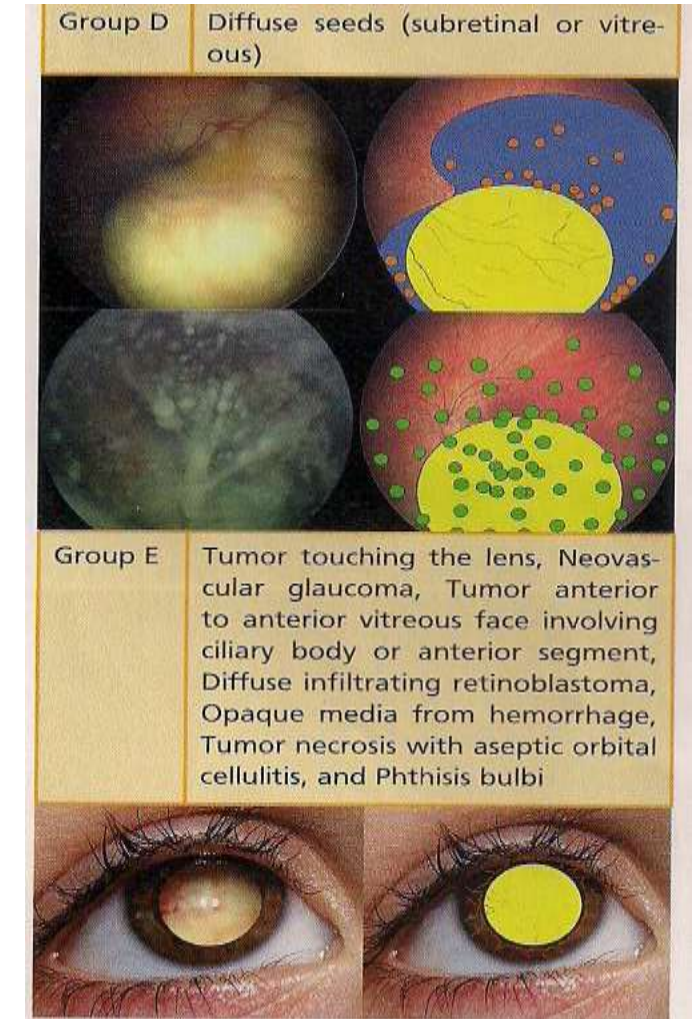 Group D
Diffuse seeds (subretinal or vitre-
ous)
Group E
Tumor touching the lens, Neovas-
cular glaucoma, Tumor anterior
to anterior vitreous face involving
ciliary body or anterior segment,
Diffuse infiltrating retinoblastoma,
Opaque media from hemorrhage,
Tumor necrosis with aseptic orbital
cellulitis, and Phthisis bulbi